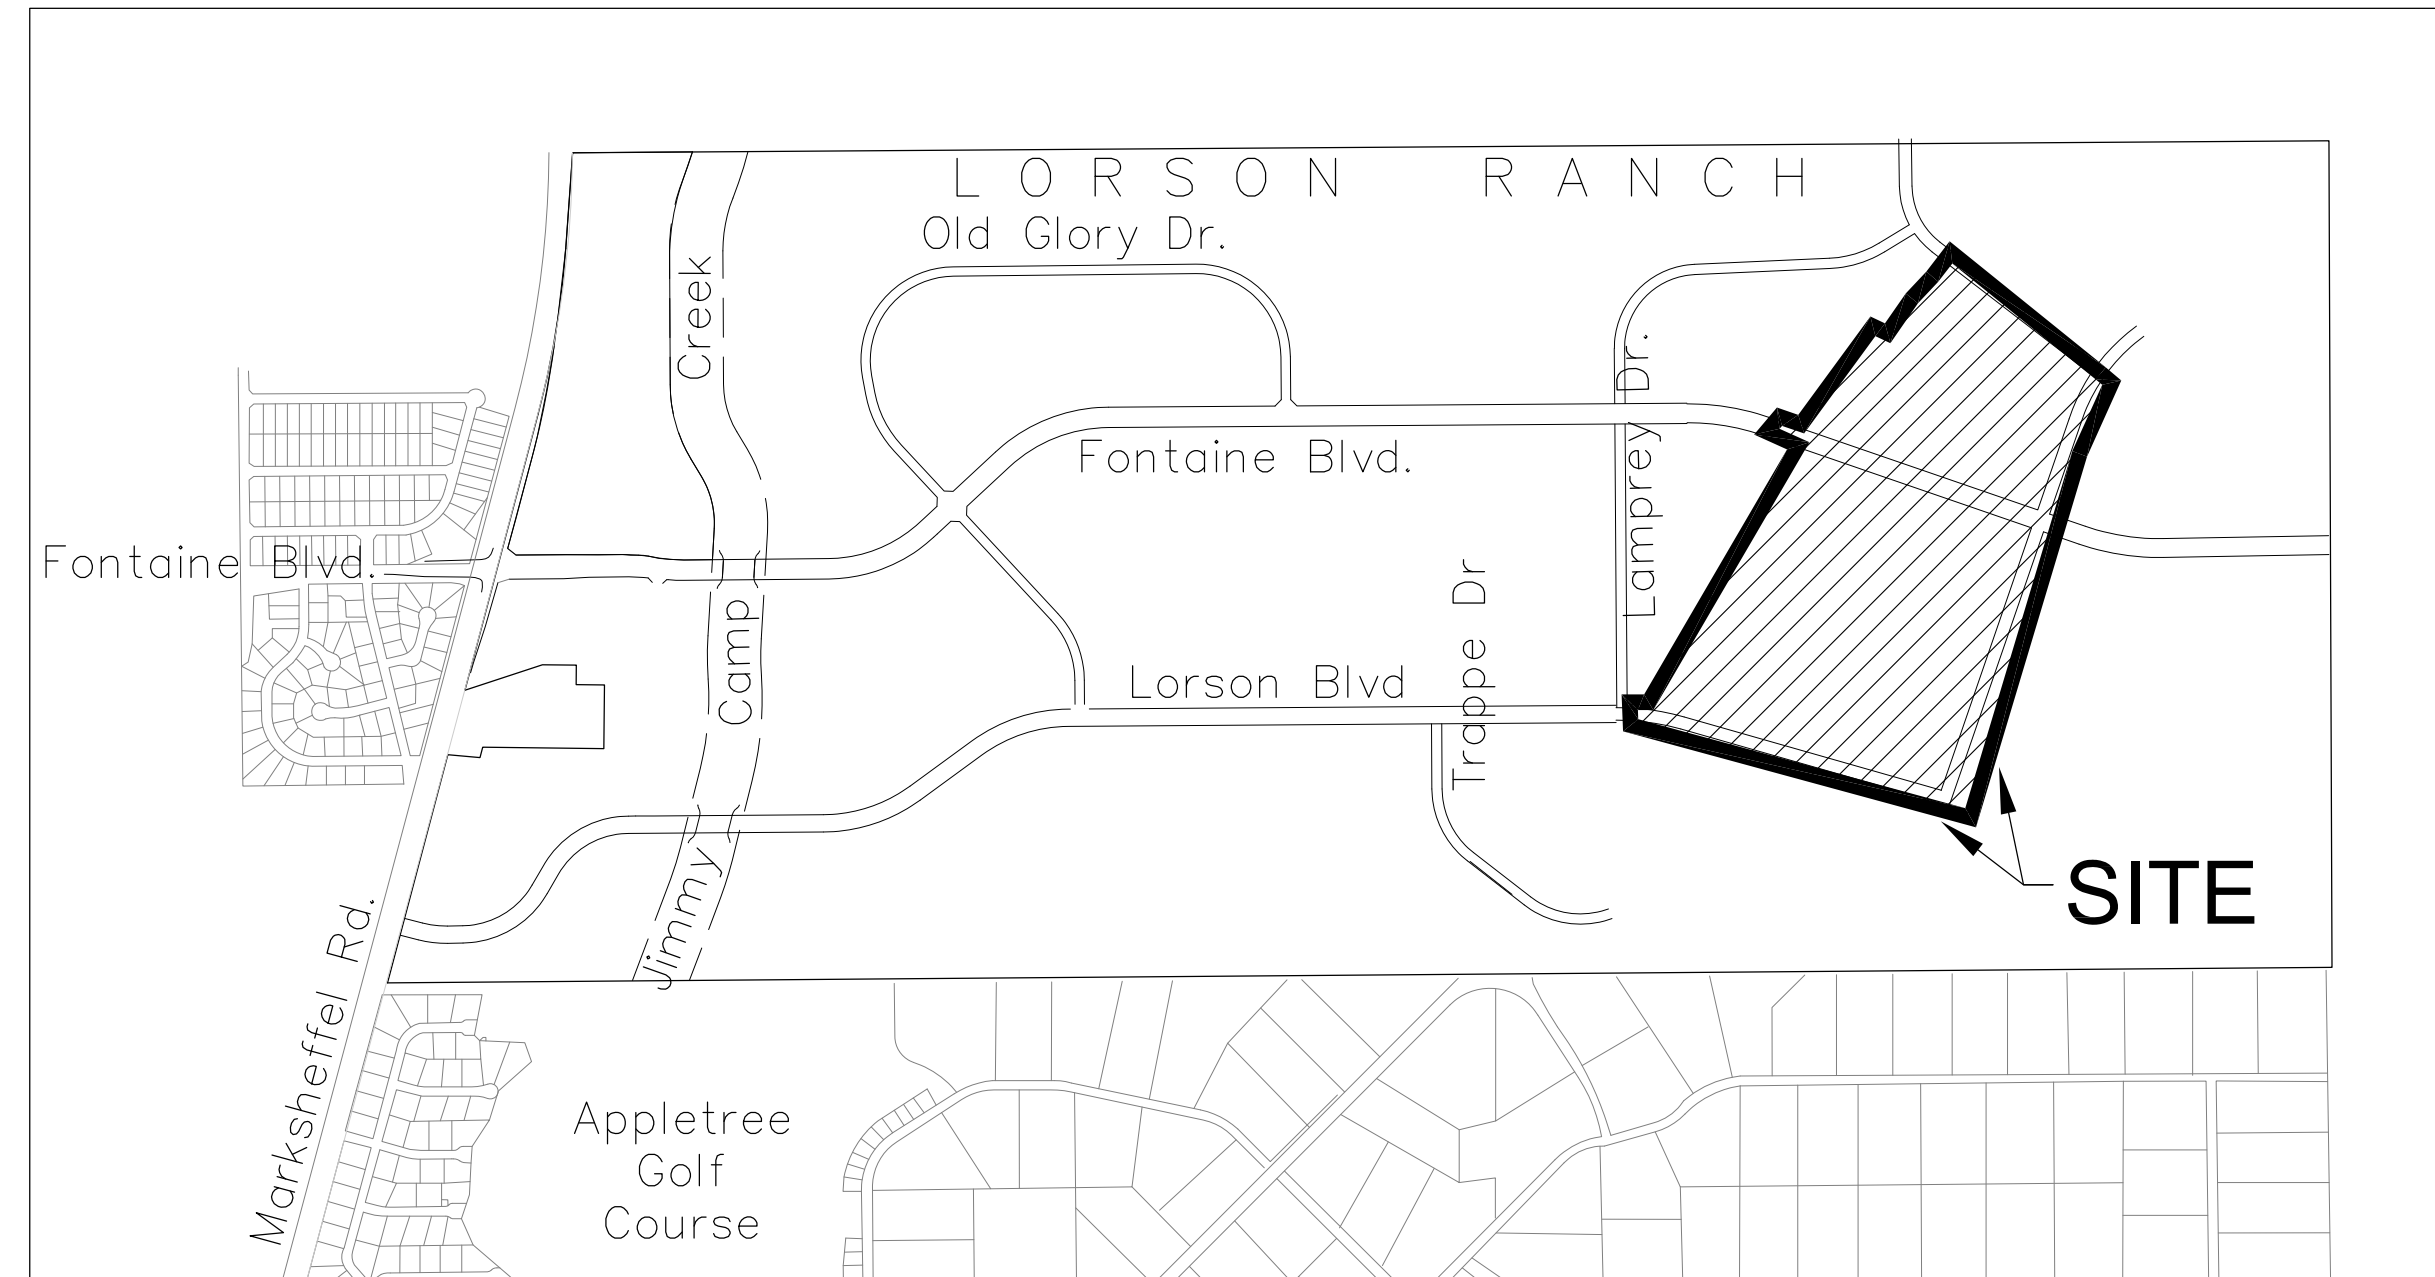 LORSON RANCH
Old Glory Dr.
Creek
Lamprey Dr.
Fontaine Blvd.
Fontaine Blvd.
Trappe Dr
Camp
Lorson Blvd
Jimmy
SITE
Marksheffel Rd.
Appletree
Golf
Course